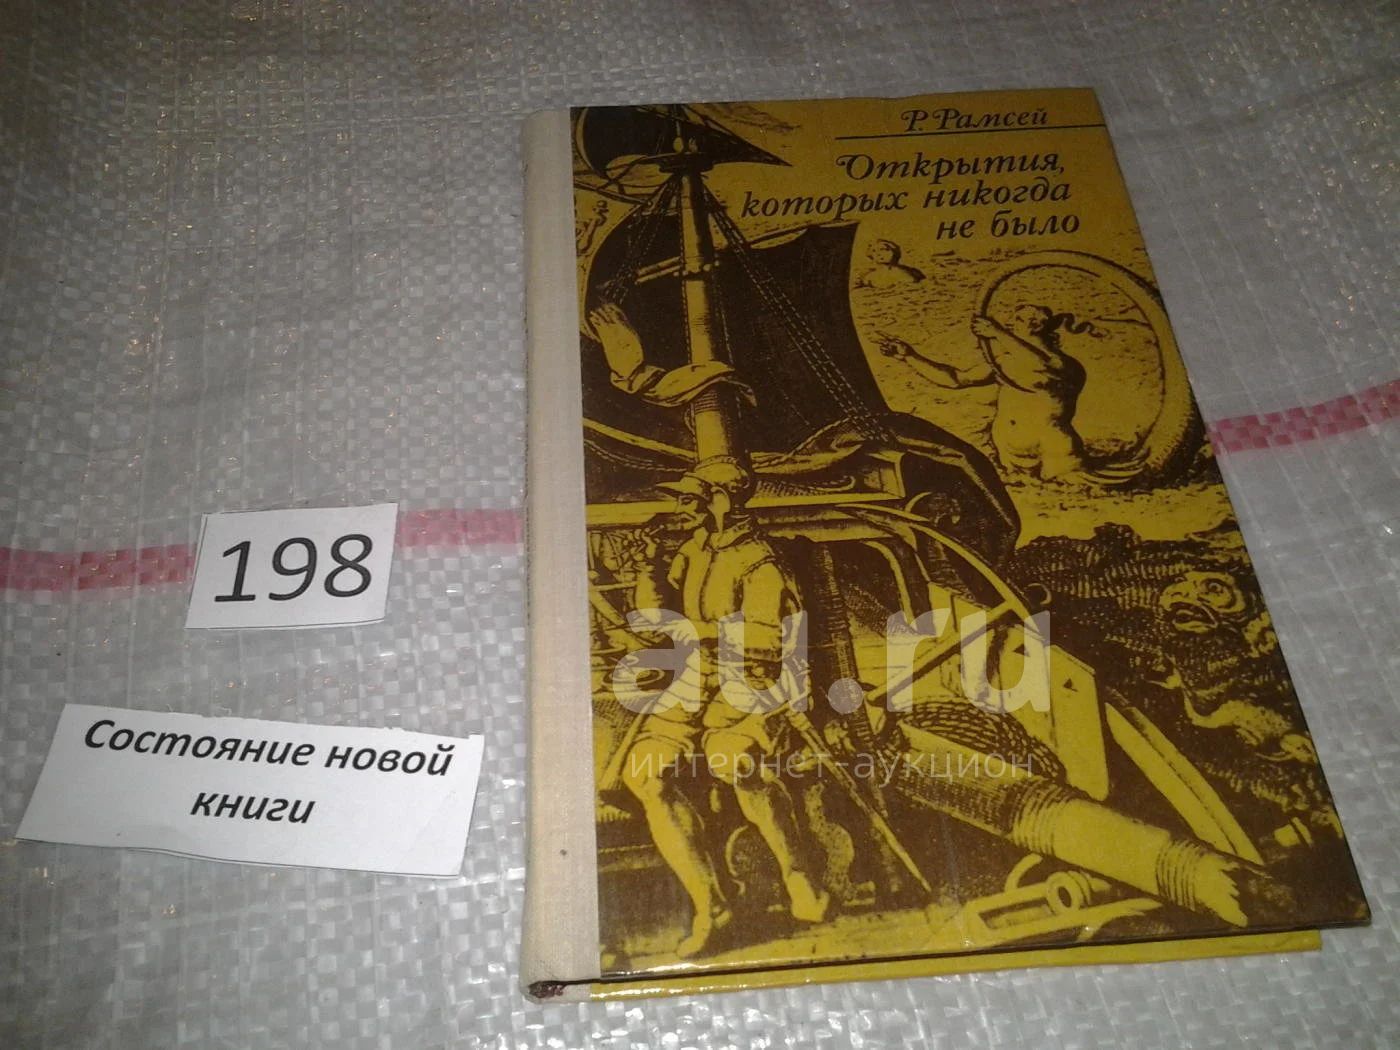 Р. Рамсей
Открытия,
которых никогда
не было
198
Состояние новой
книги
au.ru
интернет-аукцион